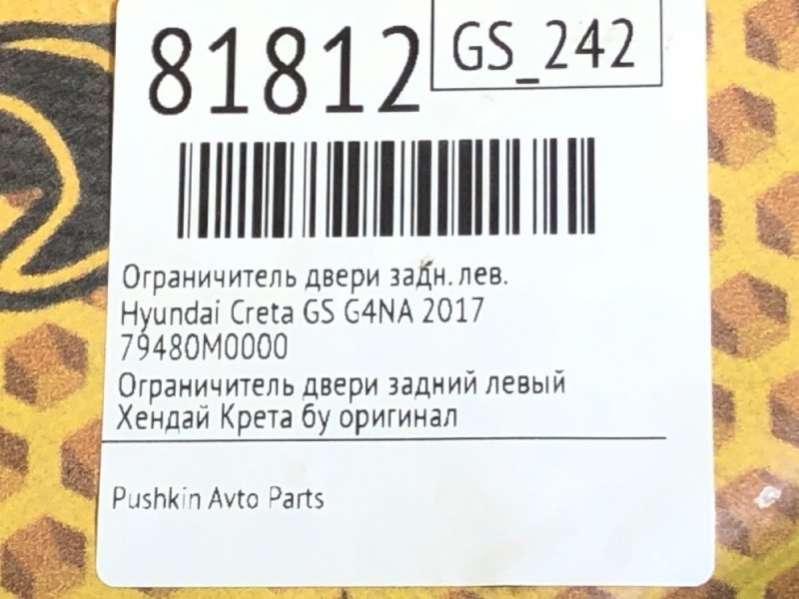 81812
GS_242
Ограничитель двери задн. лев.
Hyundai Creta GS G4NA 2017
79480M0000
Ограничитель двери задний левый
Хендай Крета бу оригинал
Pushkin Avto Parts